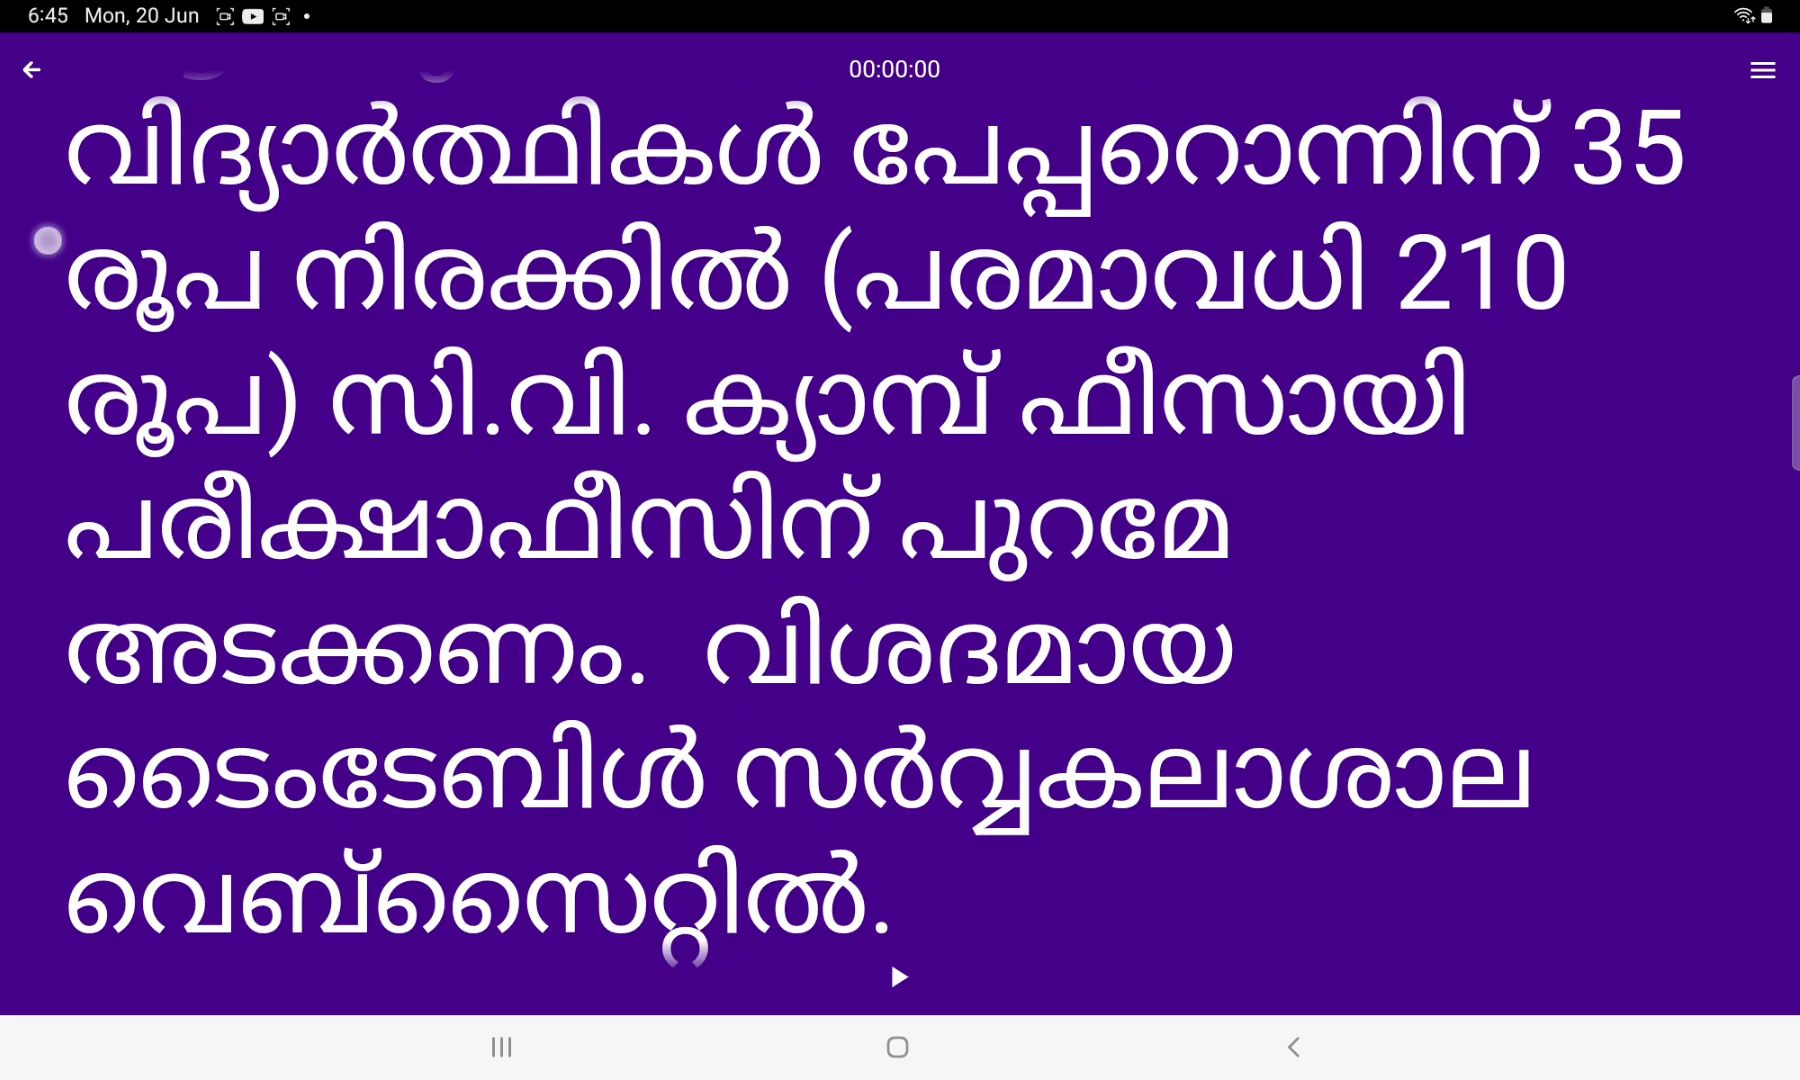 6:45 Mon, 20 Jun
00:00:00
വിദ്യാർത്ഥികൾ പേപ്പറൊന്നിന് 35
രൂപ നിരക്കിൽ (പരമാവധി 210
രൂപ) സി.വി. ക്യാമ്പ് ഫീസായി
പരീക്ഷാഫീസിന് പുറമേ
അടക്കണം. വിശദമായ
ടൈംടേബിൾ സർവ്വകലാശാല
വെബ്സൈറ്റിൽ.